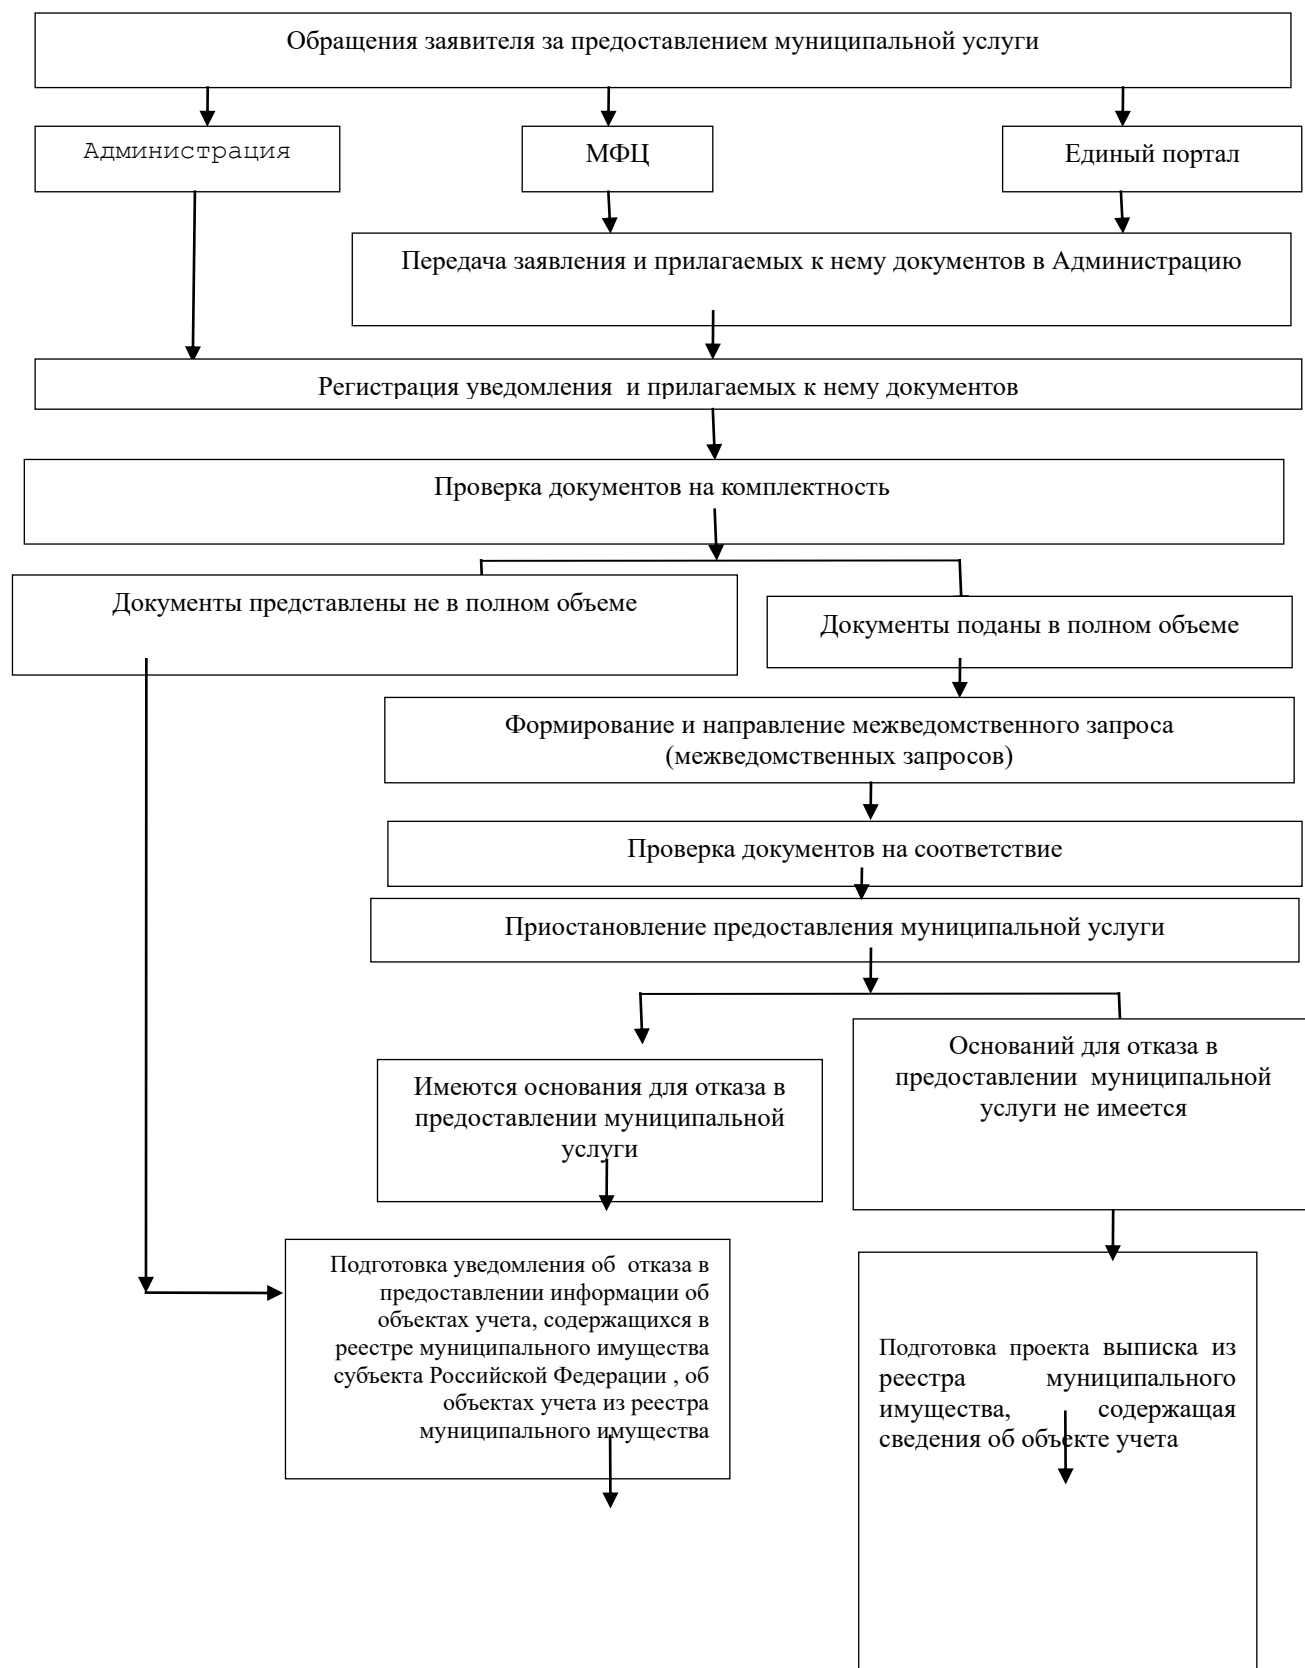 Обращения заявителя за предоставлением муниципальной услуги
Администрация
МФЦ
Единый портал
Передача заявления и прилагаемых к нему документов в Администрацию
Регистрация уведомления  и прилагаемых к нему документов
Проверка документов на комплектность
Документы представлены не в полном объеме
Документы поданы в полном объеме
Формирование и направление межведомственного запроса
(межведомственных запросов)
Проверка документов на соответствие
Приостановление предоставления муниципальной услуги
Имеются основания для отказа в
предоставлении муниципальной
услуги
Оснований для отказа в
предоставлении  муниципальной
услуги не имеется
Подготовка уведомления об  отказа в
предоставлении информации об
объектах учета, содержащихся в
реестре муниципального имущества
субъекта Российской Федерации , об
объектах учета из реестра
муниципального имущества
Подготовка проекта выписка из
реестра муниципального
имущества, содержащая
сведения об объекте учета